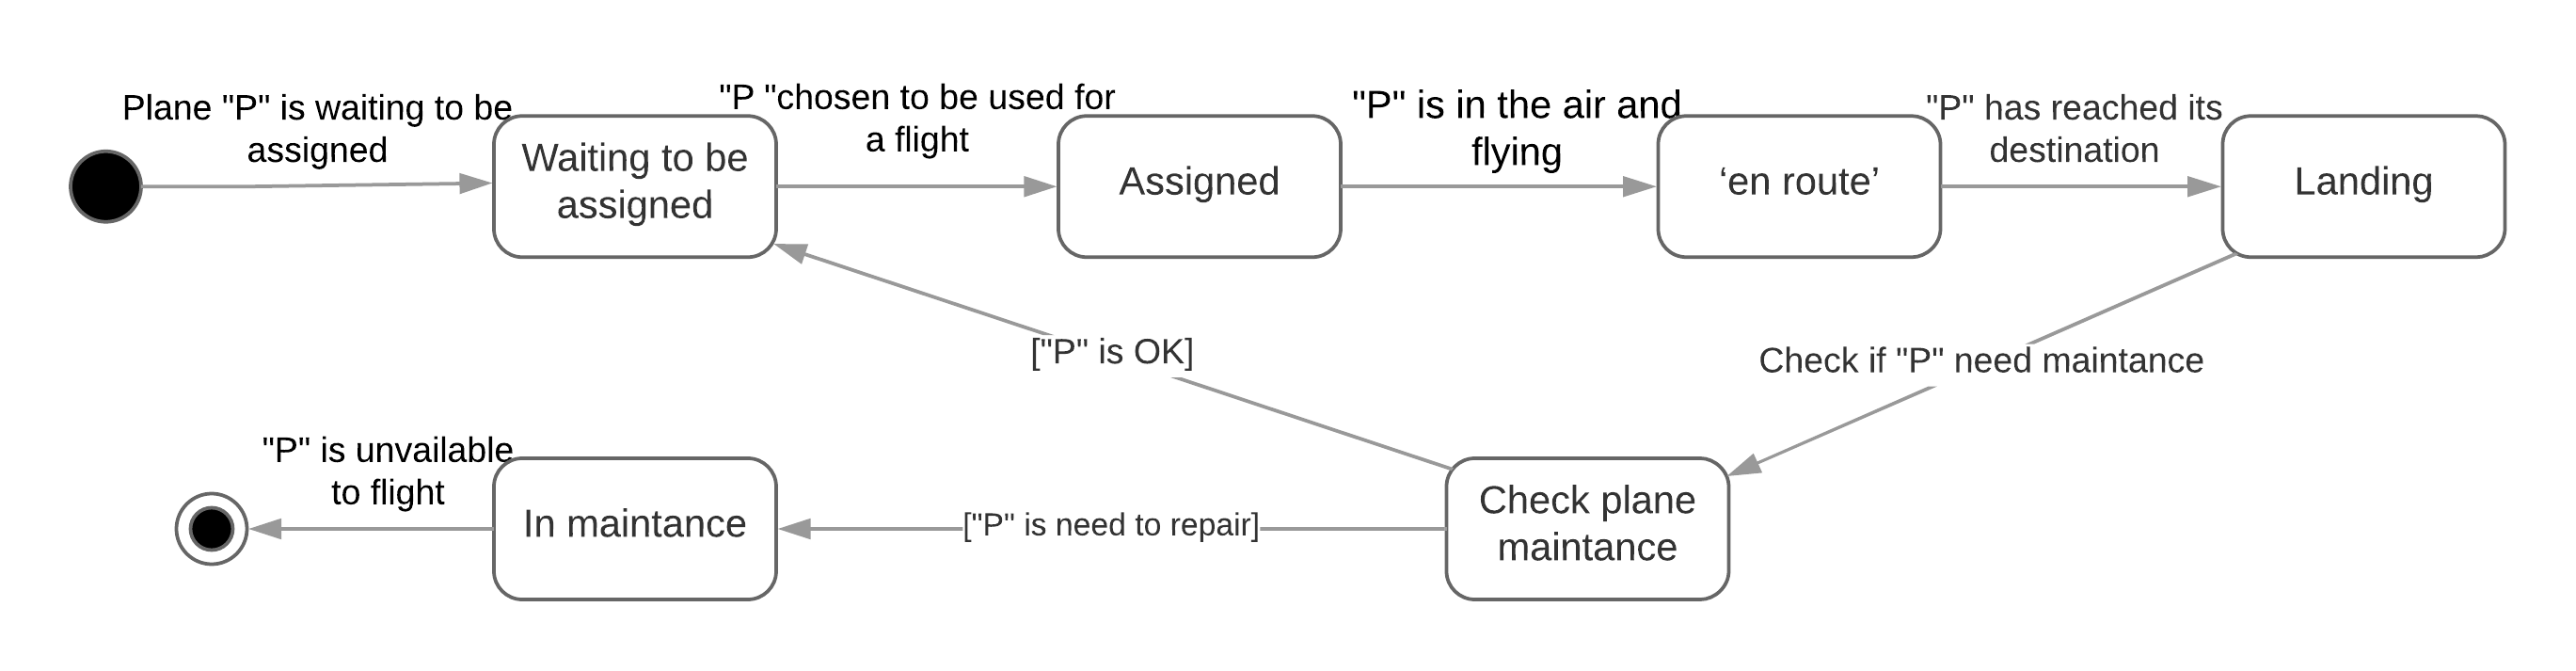 Plane "P" is waiting to be
assigned
Waiting to be
assigned
"P "chosen to be used for
a flight
Assigned
"P" is in the air and
flying
‘en route’
"P" has reached its
destination
Landing
["P" is OK]
Check if "P" need maintance
"P" is unvailable
to flight
In maintance
["P" is need to repair]
Check plane
maintance